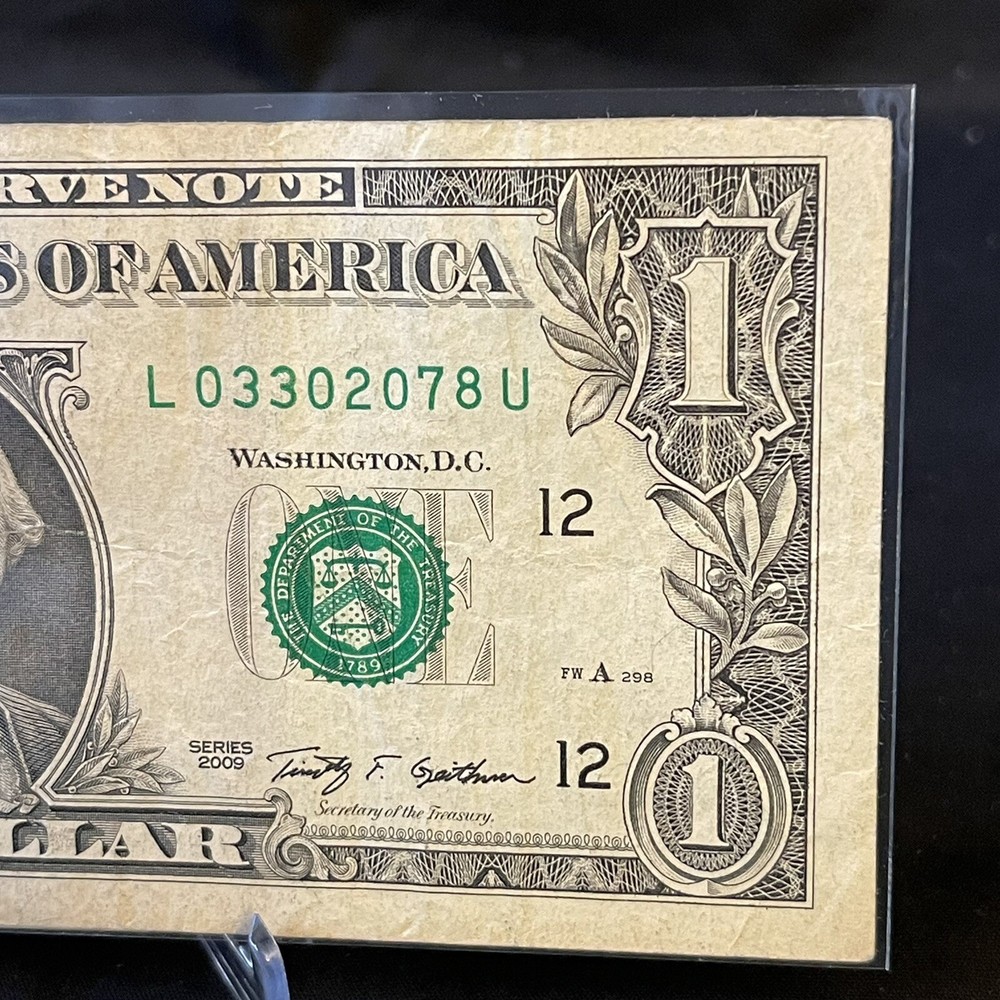 RVE NOTE
S OF AMERICA
1
L 03302078 U
WASHINGTON, D.C.
ONE
12
THE DEPARTMENT OF THE TREASURY
1789
FW A 298
SERIES
2009
Timothy F. Geithner
12
Secretary of the Treasury.
1
LLAR